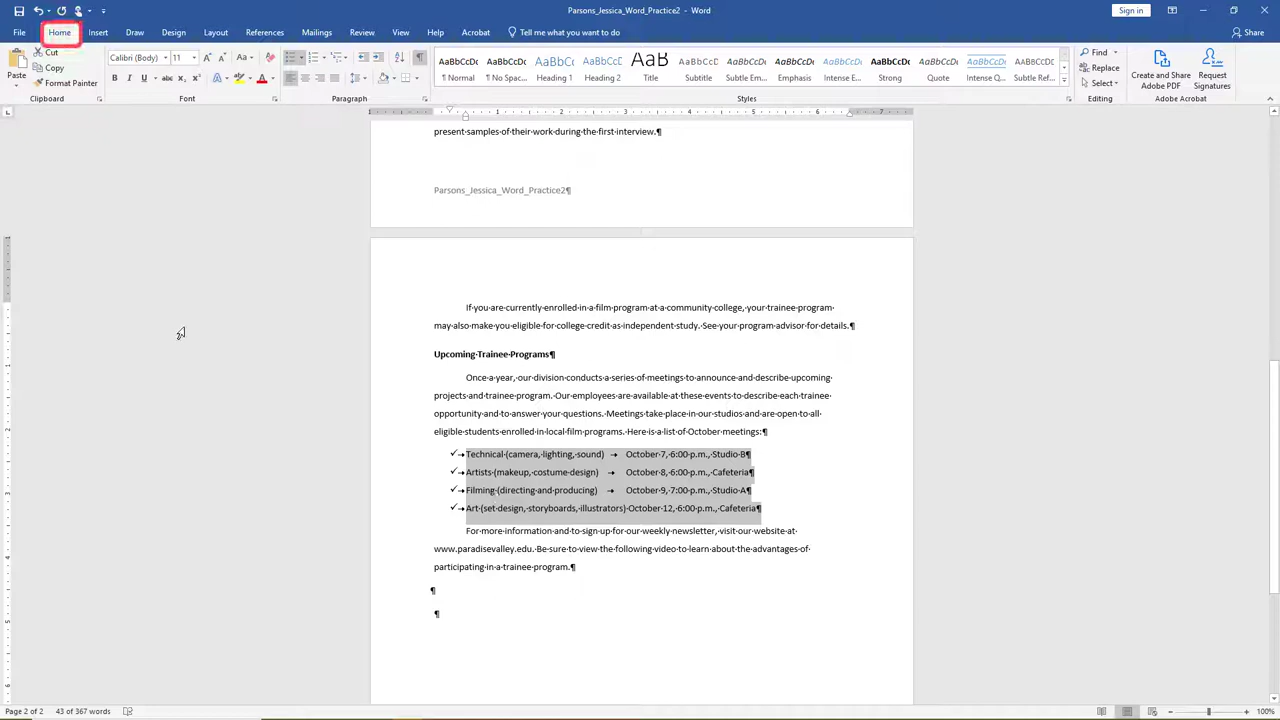 Parsons_Jessica_Word_Practice2 - Word
Sign in
File Home Insert Draw Design Layout References Mailings Review View Help Acrobat Tell me what you want to do Share
Paste
Cut
Copy
Format Painter
Clipboard
Calibri (Body) 11
Font
Paragraph
AaBbCcDc AaBbCcDc AaBbCc AaBbCcC AaB AaBbCcD AaBbCcDc AaBbCcDc AaBbCcDc AaBbCcDc AaBbCcDc AaBbCcDc AABBCCDC
¶ Normal ¶ No Spac... Heading 1 Heading 2 Title Subtitle Subtle Em... Emphasis Intense E... Strong Quote Intense Q... Subtle Ref...
Styles
Find
Replace
Select
Editing
Create and Share Adobe PDF
Request Signatures
Adobe Acrobat
1 1 2 3 4 5 6 7
present·samples·of·their·work·during·the·first·interview.¶
Parsons_Jessica_Word_Practice2¶
If·you·are·currently·enrolled·in·a·film·program·at·a·community·college,·your·trainee·program·
may·also·make·you·eligible·for·college·credit·as·independent·study.·See·your·program·advisor·for·details.¶
Upcoming·Trainee·Programs¶
Once·a·year,·our·division·conducts·a·series·of·meetings·to·announce·and·describe·upcoming·
projects·and·trainee·program.·Our·employees·are·available·at·these·events·to·describe·each·trainee·
opportunity·and·to·answer·your·questions.·Meetings·take·place·in·our·studios·and·are·open·to·all·
eligible·students·enrolled·in·local·film·programs.·Here·is·a·list·of·October·meetings:¶
✓→Technical·(camera,·lighting,·sound) → October·7,·6:00·p.m.,·Studio·B¶
✓→Artists·(makeup,·costume·design) → October·8,·6:00·p.m.,·Cafeteria¶
✓→Filming·(directing·and·producing) → October·9,·7:00·p.m.,·Studio·A¶
✓→Art·(set·design,·storyboards,·illustrators)·October·12,·6:00·p.m.,·Cafeteria¶
For·more·information·and·to·sign·up·for·our·weekly·newsletter,·visit·our·website·at·
www.paradisevalley.edu.·Be·sure·to·view·the·following·video·to·learn·about·the·advantages·of·
participating·in·a·trainee·program.¶
¶
¶
Page 2 of 2 43 of 367 words 100%